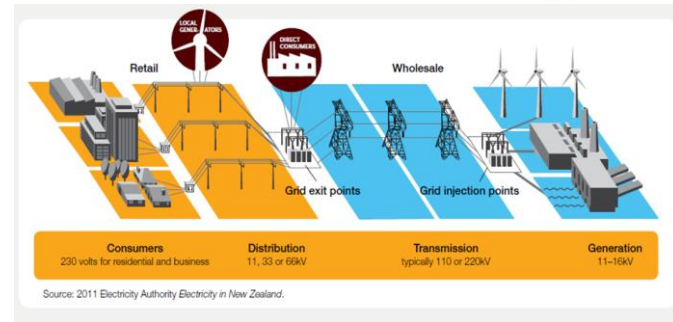 LOCAL
GENERATORS
DIRECT
CONSUMERS
Retail
Wholesale
Grid exit points
Grid injection points
Consumers
230 volts for residential and business
Distribution
11, 33 or 66kV
Transmission
typically 110 or 220kV
Generation
11–16kV
Source: 2011 Electricity Authority Electricity in New Zealand.